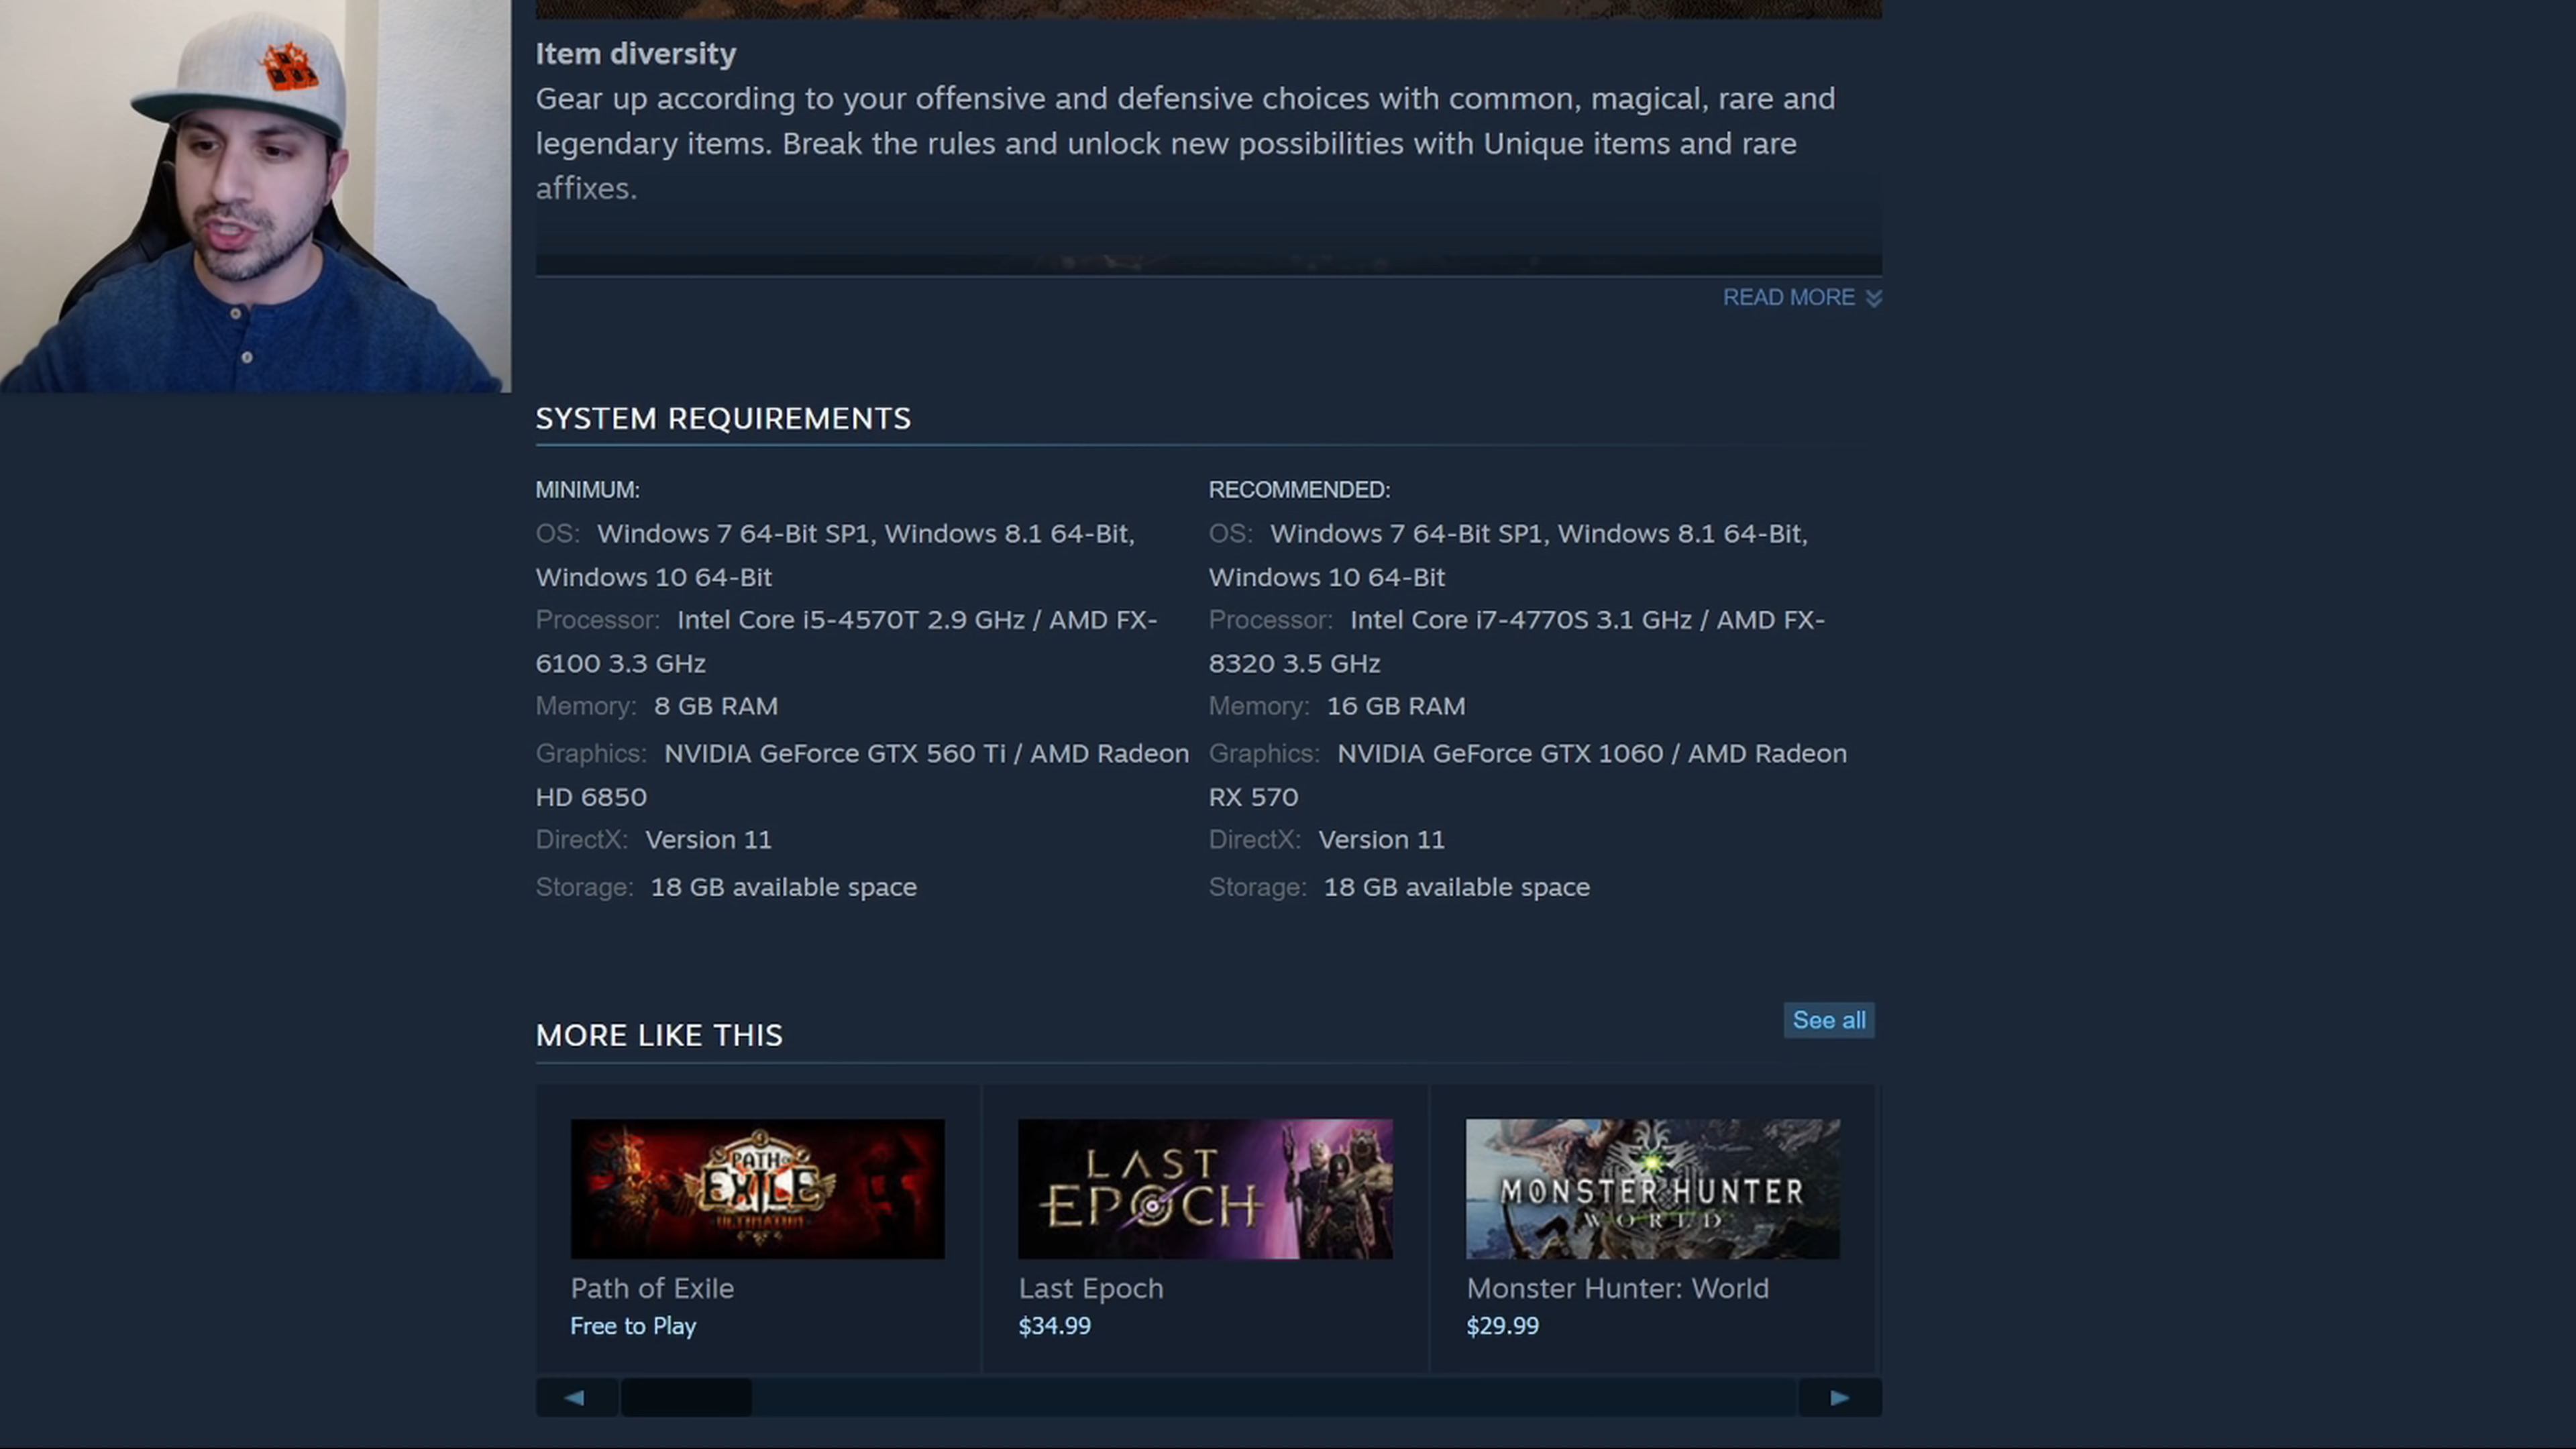 Item diversity
Gear up according to your offensive and defensive choices with common, magical, rare and
legendary items. Break the rules and unlock new possibilities with Unique items and rare
affixes.
READ MORE
SYSTEM REQUIREMENTS
MINIMUM:
OS: Windows 7 64-Bit SP1, Windows 8.1 64-Bit,
Windows 10 64-Bit
Processor: Intel Core i5-4570T 2.9 GHz / AMD FX-
6100 3.3 GHz
Memory: 8 GB RAM
Graphics: NVIDIA GeForce GTX 560 Ti / AMD Radeon
HD 6850
DirectX: Version 11
Storage: 18 GB available space
RECOMMENDED:
OS: Windows 7 64-Bit SP1, Windows 8.1 64-Bit,
Windows 10 64-Bit
Processor: Intel Core i7-4770S 3.1 GHz / AMD FX-
8320 3.5 GHz
Memory: 16 GB RAM
Graphics: NVIDIA GeForce GTX 1060 / AMD Radeon
RX 570
DirectX: Version 11
Storage: 18 GB available space
MORE LIKE THIS
See all
PATH OF
EXILE
ULTIMATUM
Path of Exile
Free to Play
LAST
EPOCH
Last Epoch
$34.99
MONSTER HUNTER
WORLD
Monster Hunter: World
$29.99